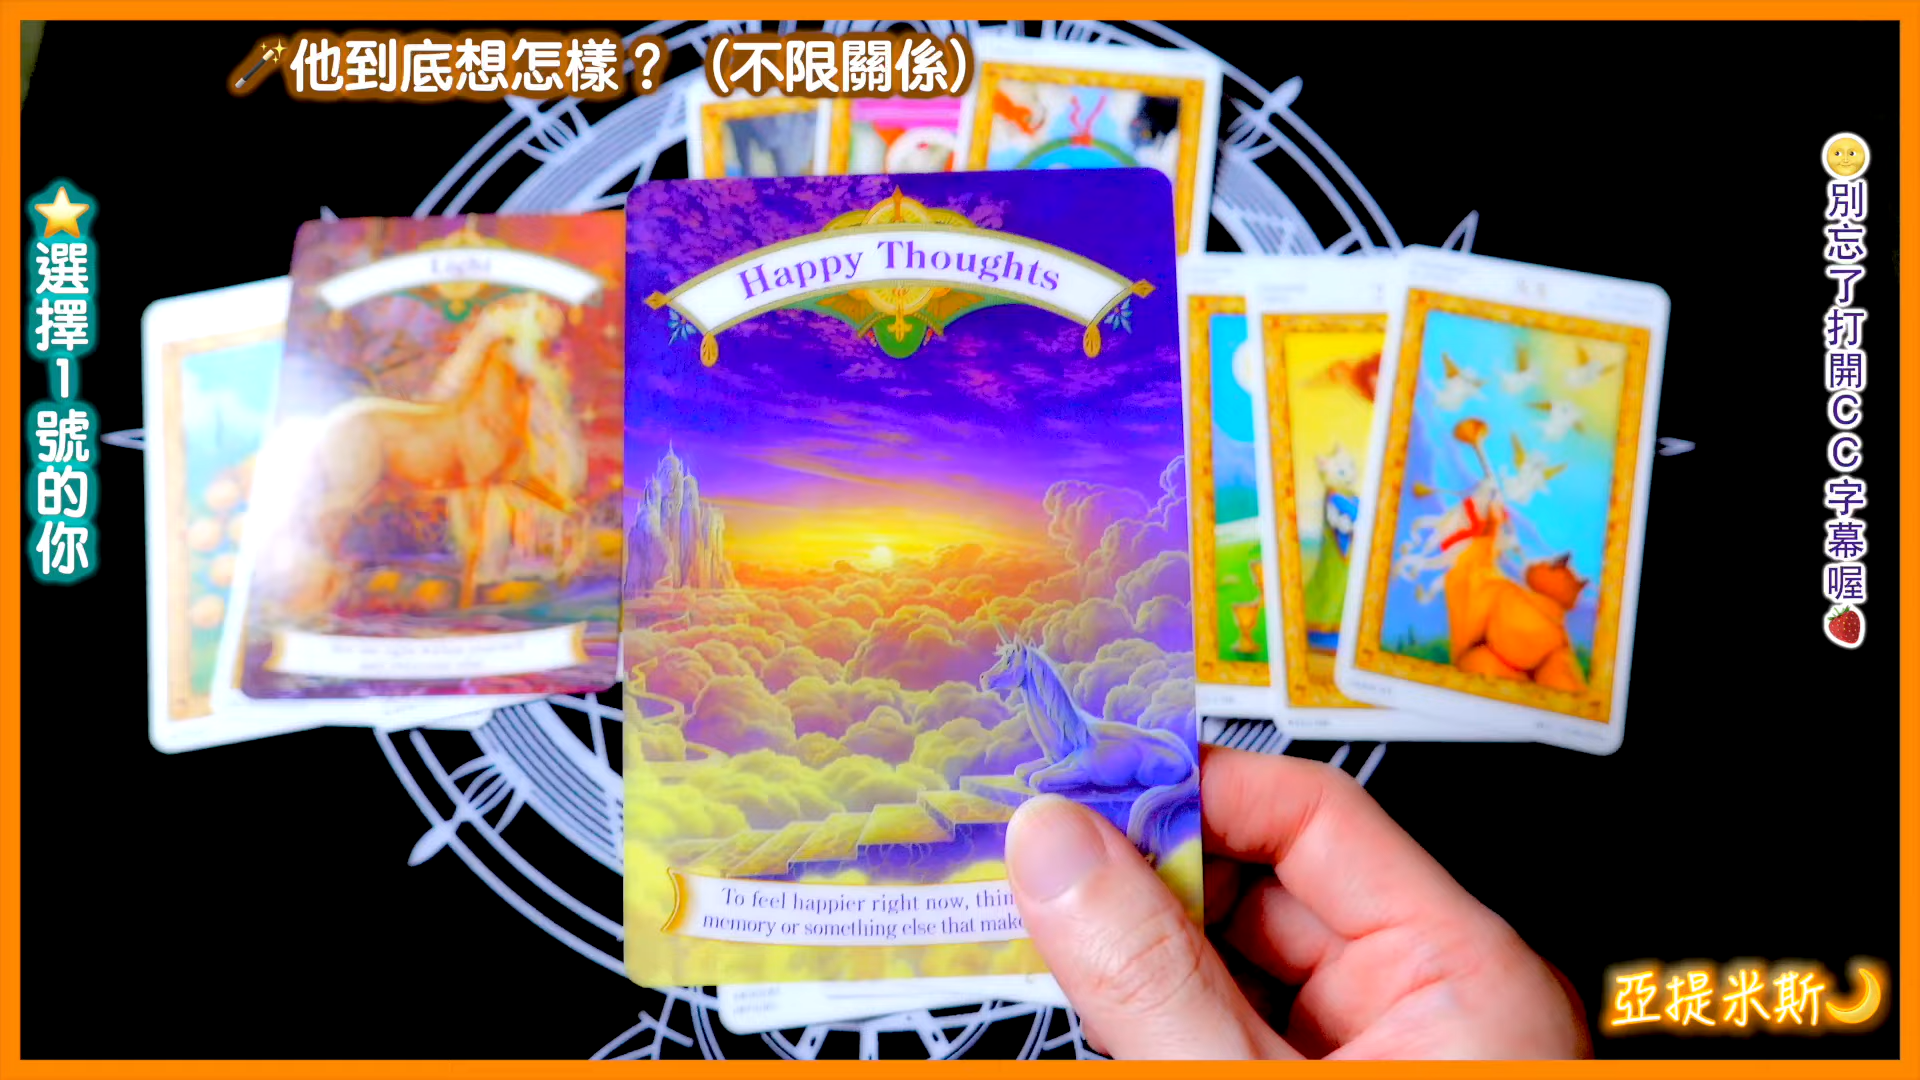 🪄他到底想怎樣？（不限關係）
⭐選擇1號的你
Light
Happy Thoughts
To feel happier right now, thin
memory or something else that make
🌝別忘了打開CC字幕喔🍓
亞提米斯🌙